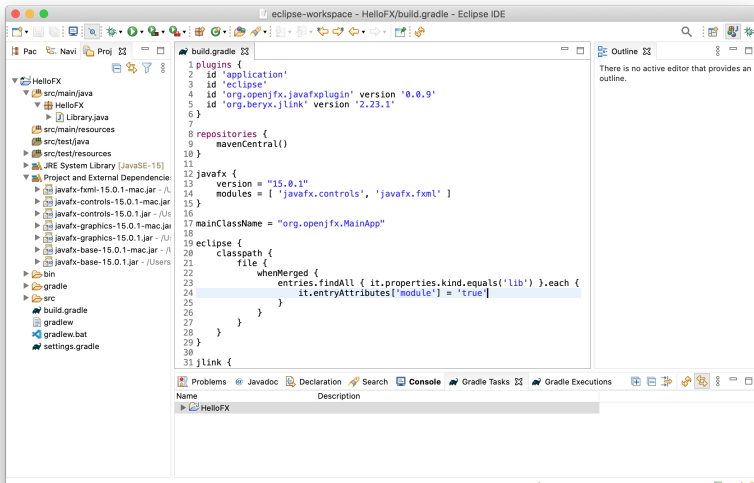 eclipse-workspace - HelloFX/build.gradle - Eclipse IDE
Pac
Navi
Proj
HelloFX
src/main/java
HelloFX
Library.java
src/main/resources
src/test/java
src/test/resources
JRE System Library [JavaSE-15]
Project and External Dependencie
javafx-fxml-15.0.1-mac.jar - /U
javafx-controls-15.0.1-mac.jar
javafx-controls-15.0.1.jar - /Us
javafx-graphics-15.0.1-mac.jar
javafx-graphics-15.0.1.jar - /U
javafx-base-15.0.1-mac.jar - /
javafx-base-15.0.1.jar - /Users
bin
gradle
src
build.gradle
gradlew
gradlew.bat
settings.gradle
build.gradle
1 plugins {
2 id 'application'
3 id 'eclipse'
4 id 'org.openjfx.javafxplugin' version '0.0.9'
5 id 'org.beryx.jlink' version '2.23.1'
6 }
7
8 repositories {
9 mavenCentral()
10 }
11
12 javafx {
13 version = "15.0.1"
14 modules = [ 'javafx.controls', 'javafx.fxml' ]
15 }
16
17 mainClassName = "org.openjfx.MainApp"
18
19 eclipse {
20 classpath {
21 file {
22 whenMerged {
23 entries.findAll { it.properties.kind.equals('lib') }.each {
24 it.entryAttributes['module'] = 'true'
25 }
26 }
27 }
28 }
29 }
30
31 jlink {
Outline
There is no active editor that provides an
outline.
Problems
Javadoc
Declaration
Search
Console
Gradle Tasks
Gradle Executions
Name
Description
HelloFX